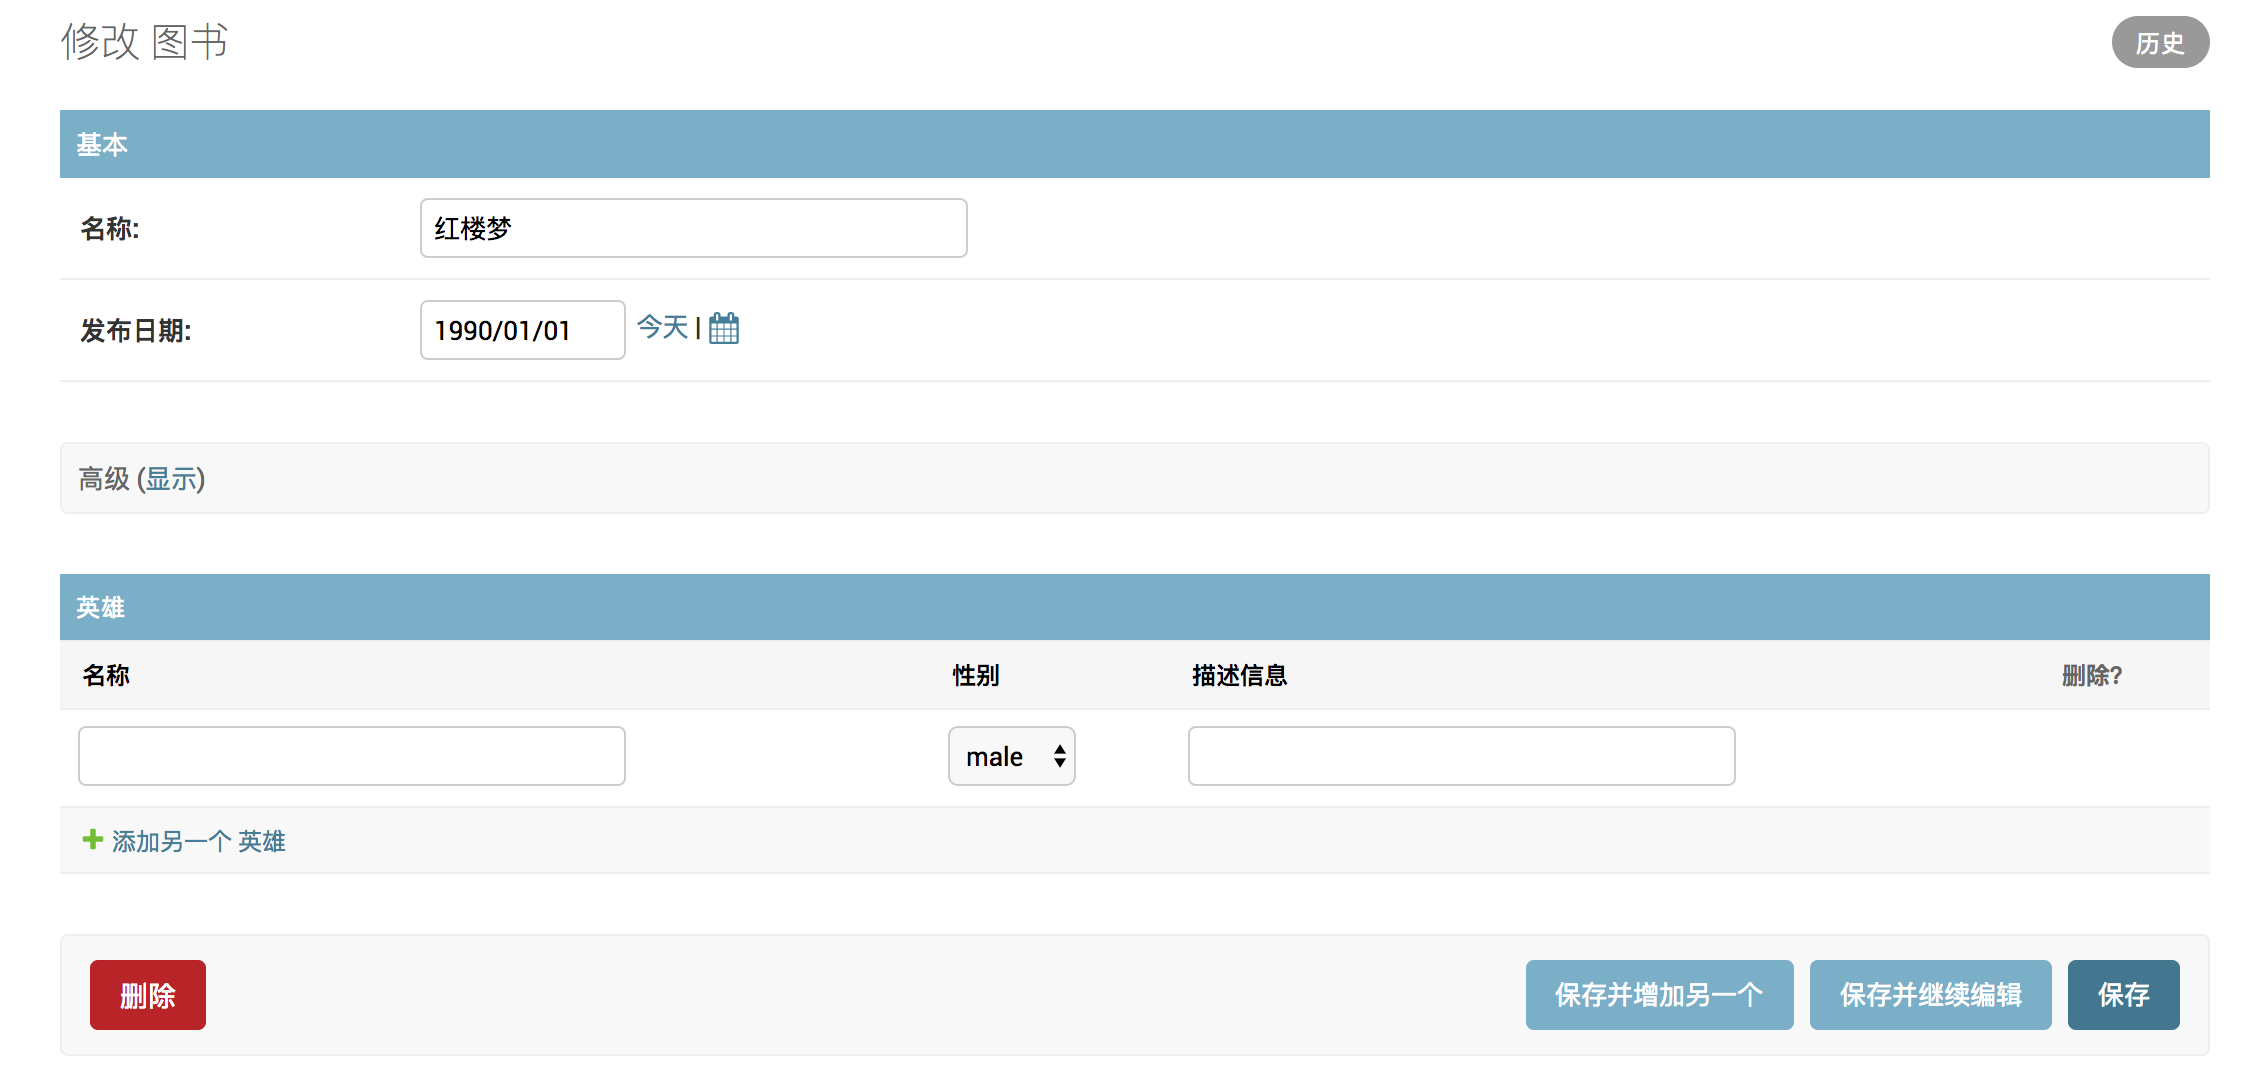 修改 图书
历史
基本
名称: 红楼梦
发布日期: 1990/01/01 今天 |
高级 (显示)
英雄
名称 性别 描述信息 删除?
male
添加另一个 英雄
删除 保存并增加另一个 保存并继续编辑 保存